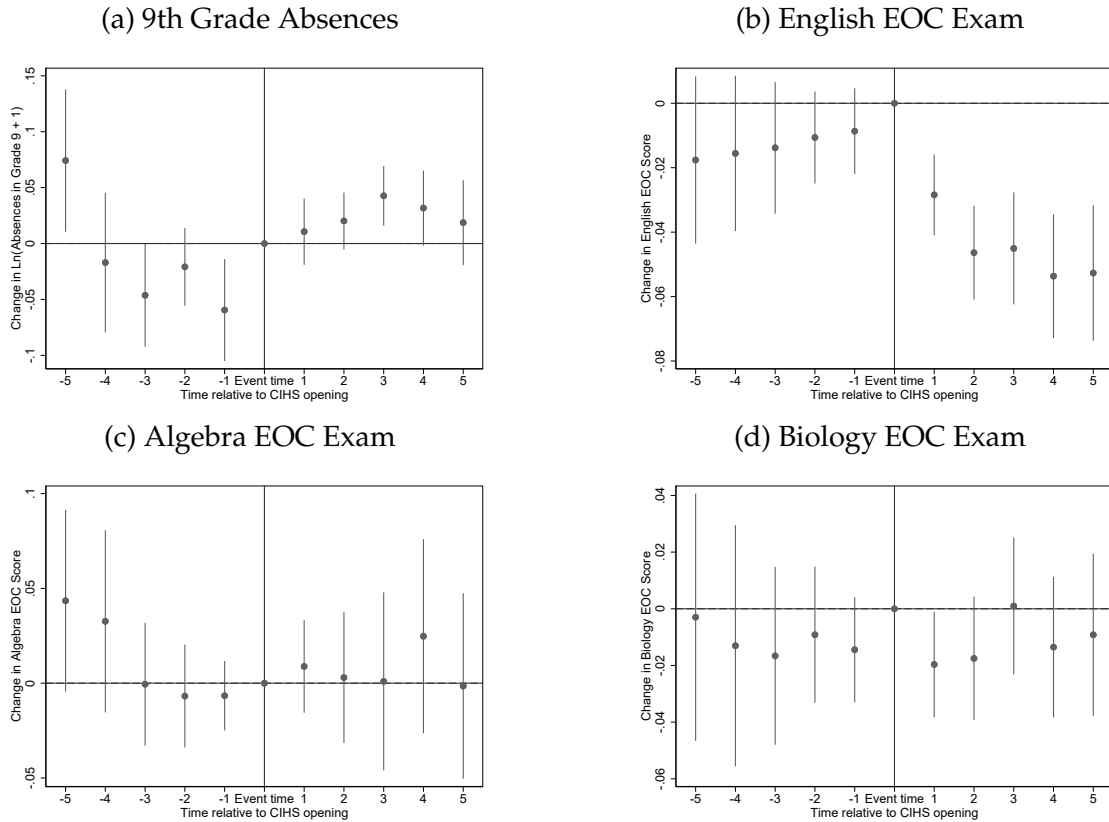 (a) 9th Grade Absences
Change in Ln(Absences in Grade 9 + 1)
.15
.1
.05
0
-.05
-.1
-5 -4 -3 -2 -1 Event time 1 2 3 4 5
Time relative to CIHS opening
(b) English EOC Exam
Change in English EOC Score
0
-.02
-.04
-.06
-.08
-5 -4 -3 -2 -1 Event time 1 2 3 4 5
Time relative to CIHS opening
(c) Algebra EOC Exam
Change in Algebra EOC Score
.1
.05
0
-.05
-5 -4 -3 -2 -1 Event time 1 2 3 4 5
Time relative to CIHS opening
(d) Biology EOC Exam
Change in Biology EOC Score
.04
.02
0
-.02
-.04
-.06
-5 -4 -3 -2 -1 Event time 1 2 3 4 5
Time relative to CIHS opening